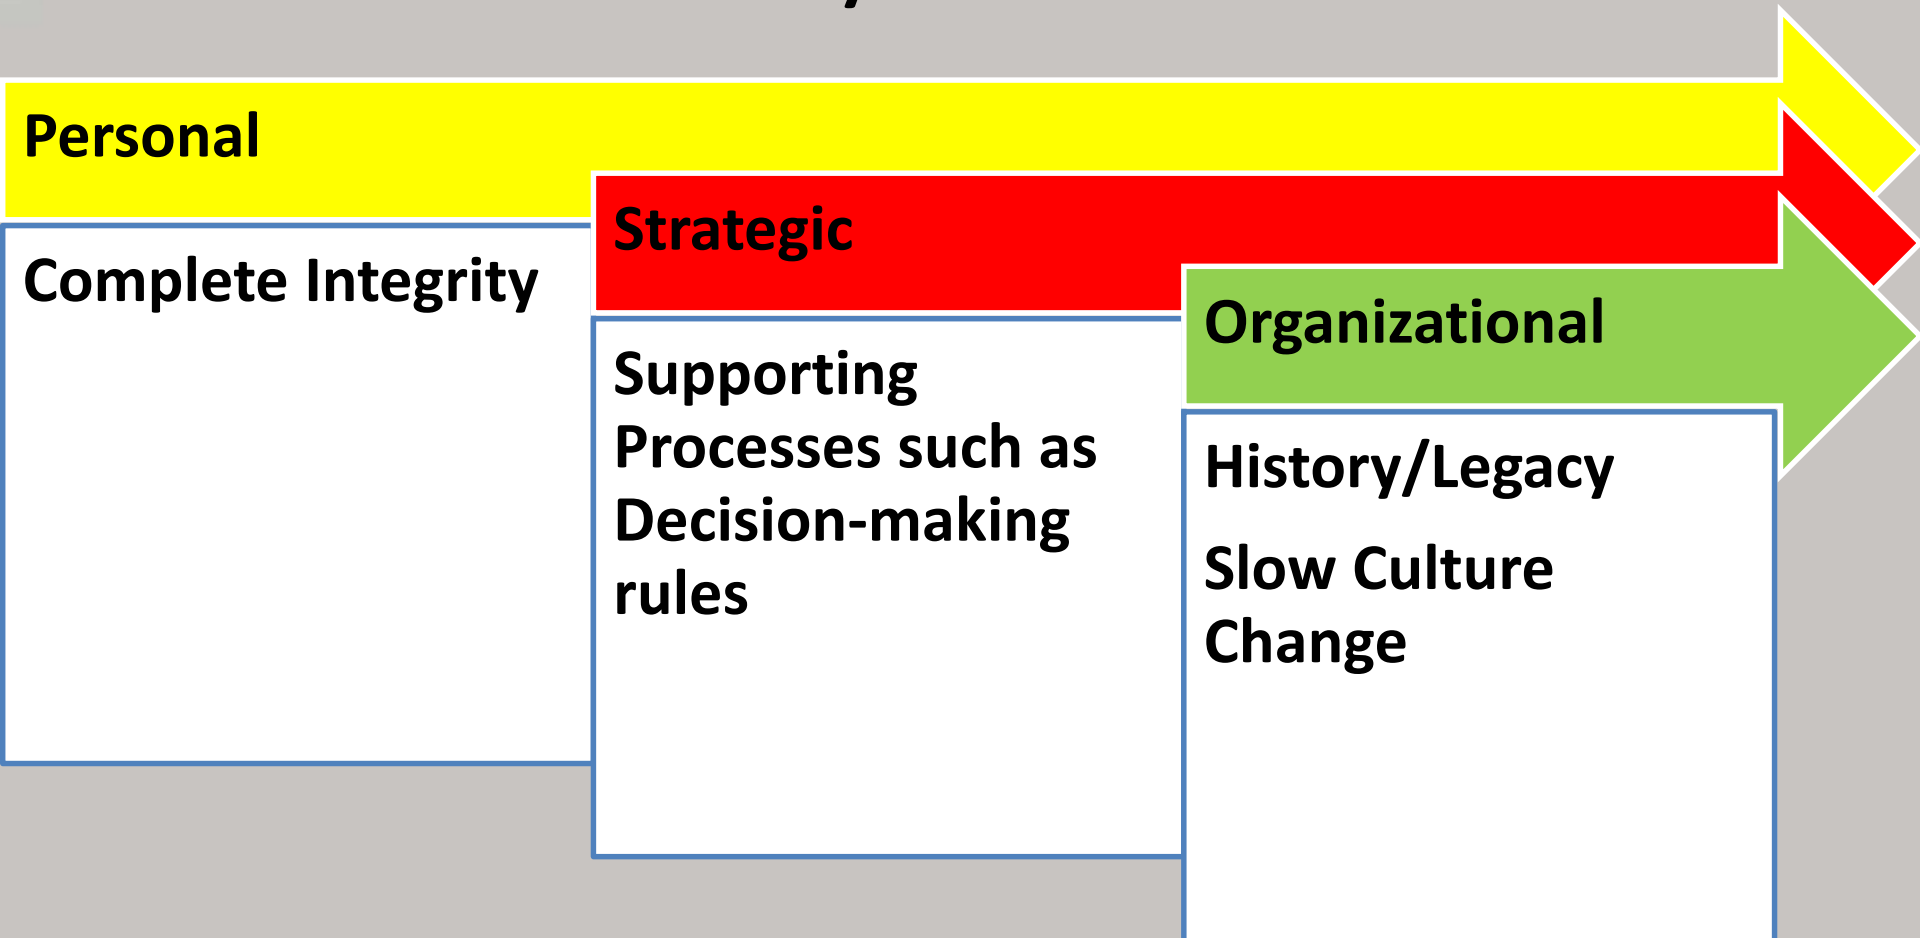 Personal
Complete Integrity
Strategic
Supporting
Processes such as
Decision-making
rules
Organizational
History/Legacy
Slow Culture
Change